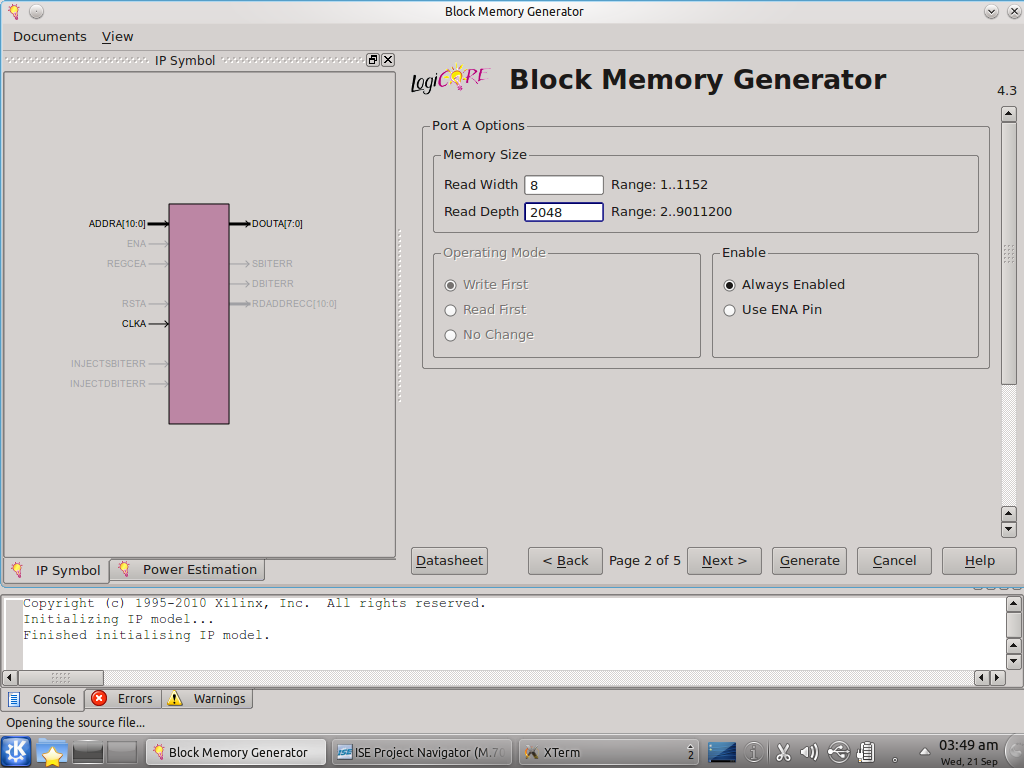 Block Memory Generator
Documents View
IP Symbol
LogiCORE
Block Memory Generator
4.3
Port A Options
Memory Size
Read Width 8 Range: 1..1152
Read Depth 2048 Range: 2..9011200
Operating Mode
Write First
Read First
No Change
Enable
Always Enabled
Use ENA Pin
ADDRA[10:0] DOUTA[7:0]
ENA
REGCEA SBITERR
DBITERR
RSTA RDADDRECC[10:0]
CLKA
INJECTSBITERR
INJECTDBITERR
Datasheet < Back Page 2 of 5 Next > Generate Cancel Help
IP Symbol Power Estimation
Copyright (c) 1995-2010 Xilinx, Inc.  All rights reserved.
Initializing IP model...
Finished initialising IP model.
Console Errors Warnings
Opening the source file...
Block Memory Generator ISE Project Navigator (M.70 XTerm 2 03:49 am
Wed, 21 Sep